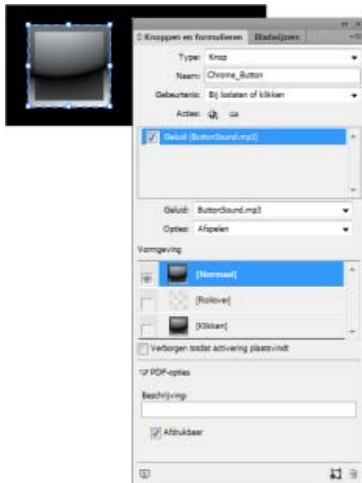 Knoppen en formulieren Bladwijzers
Type: Knop
Naam: Chrome_Button
Gebeurtenis: Bij loslaten of klikken
Acties:
Geluid (ButtonSound.mp3)
Geluid: ButtonSound.mp3
Opties: Afspelen
Vormgeving
[Normaal]
[Rollover]
[Klikken]
Verborgen totdat activering plaatsvindt
PDF-opties
Beschrijving:
Afdrukbaar